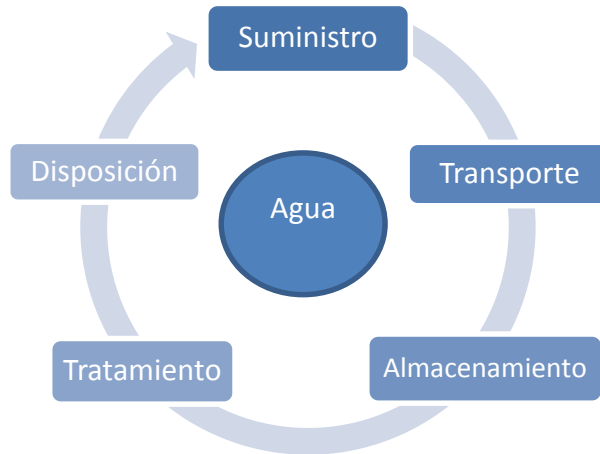 Suministro
Disposición
Transporte
Agua
Tratamiento
Almacenamiento